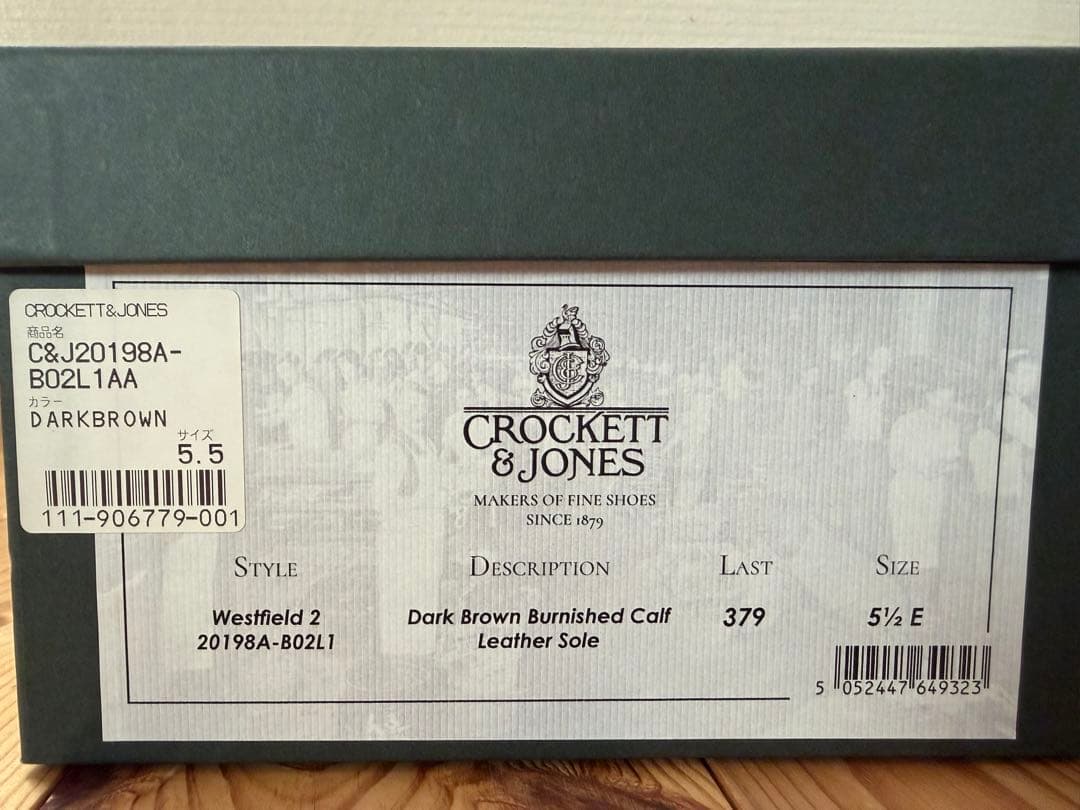 CROCKETT&JONES
商品名
C&J20198A-
B02L1AA
カラー
DARKBROWN
サイズ
5.5
111-906779-001
CROCKETT
& JONES
MAKERS OF FINE SHOES
SINCE 1879
STYLE DESCRIPTION LAST SIZE
Westfield 2 Dark Brown Burnished Calf 379 5½ E
20198A-B02L1 Leather Sole
5 052447 649323